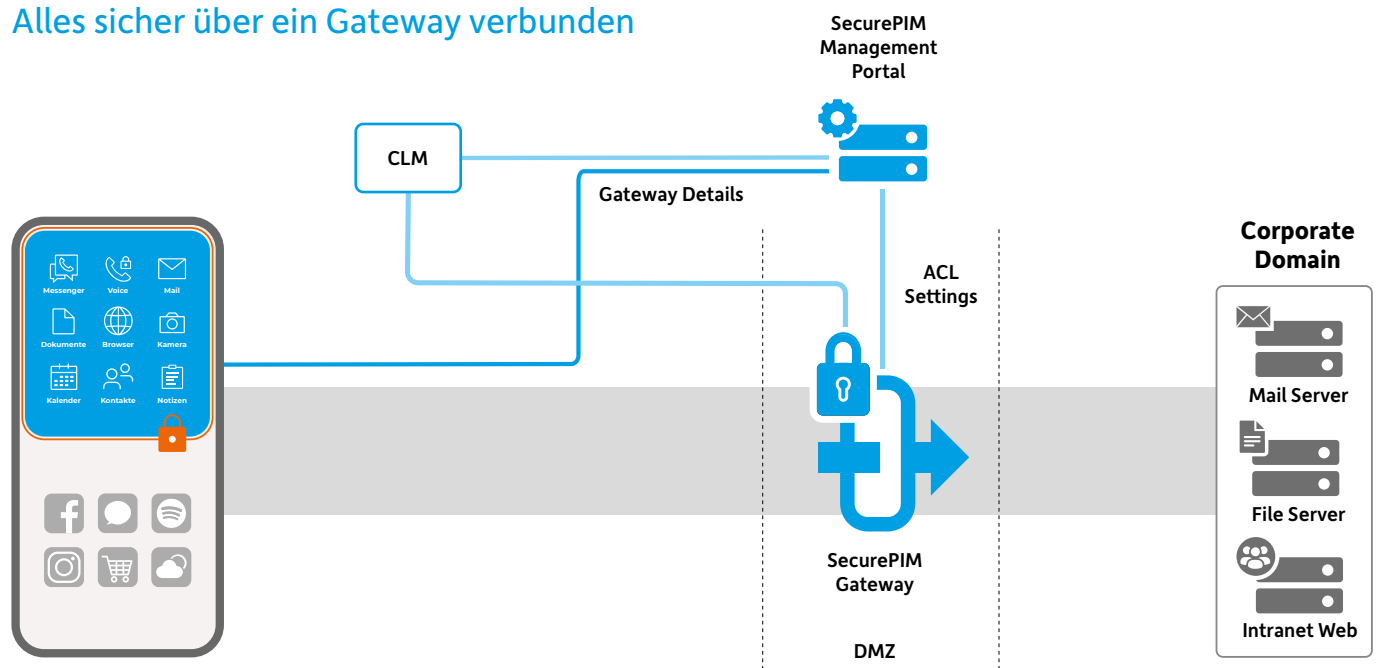 Alles sicher über ein Gateway verbunden
SecurePIM
Management
Portal
CLM
Gateway Details
ACL
Settings
Messenger
Voice
Mail
Dokumente
Browser
Kamera
Kalender
Kontakte
Notizen
SecurePIM
Gateway
DMZ
Corporate
Domain
Mail Server
File Server
Intranet Web